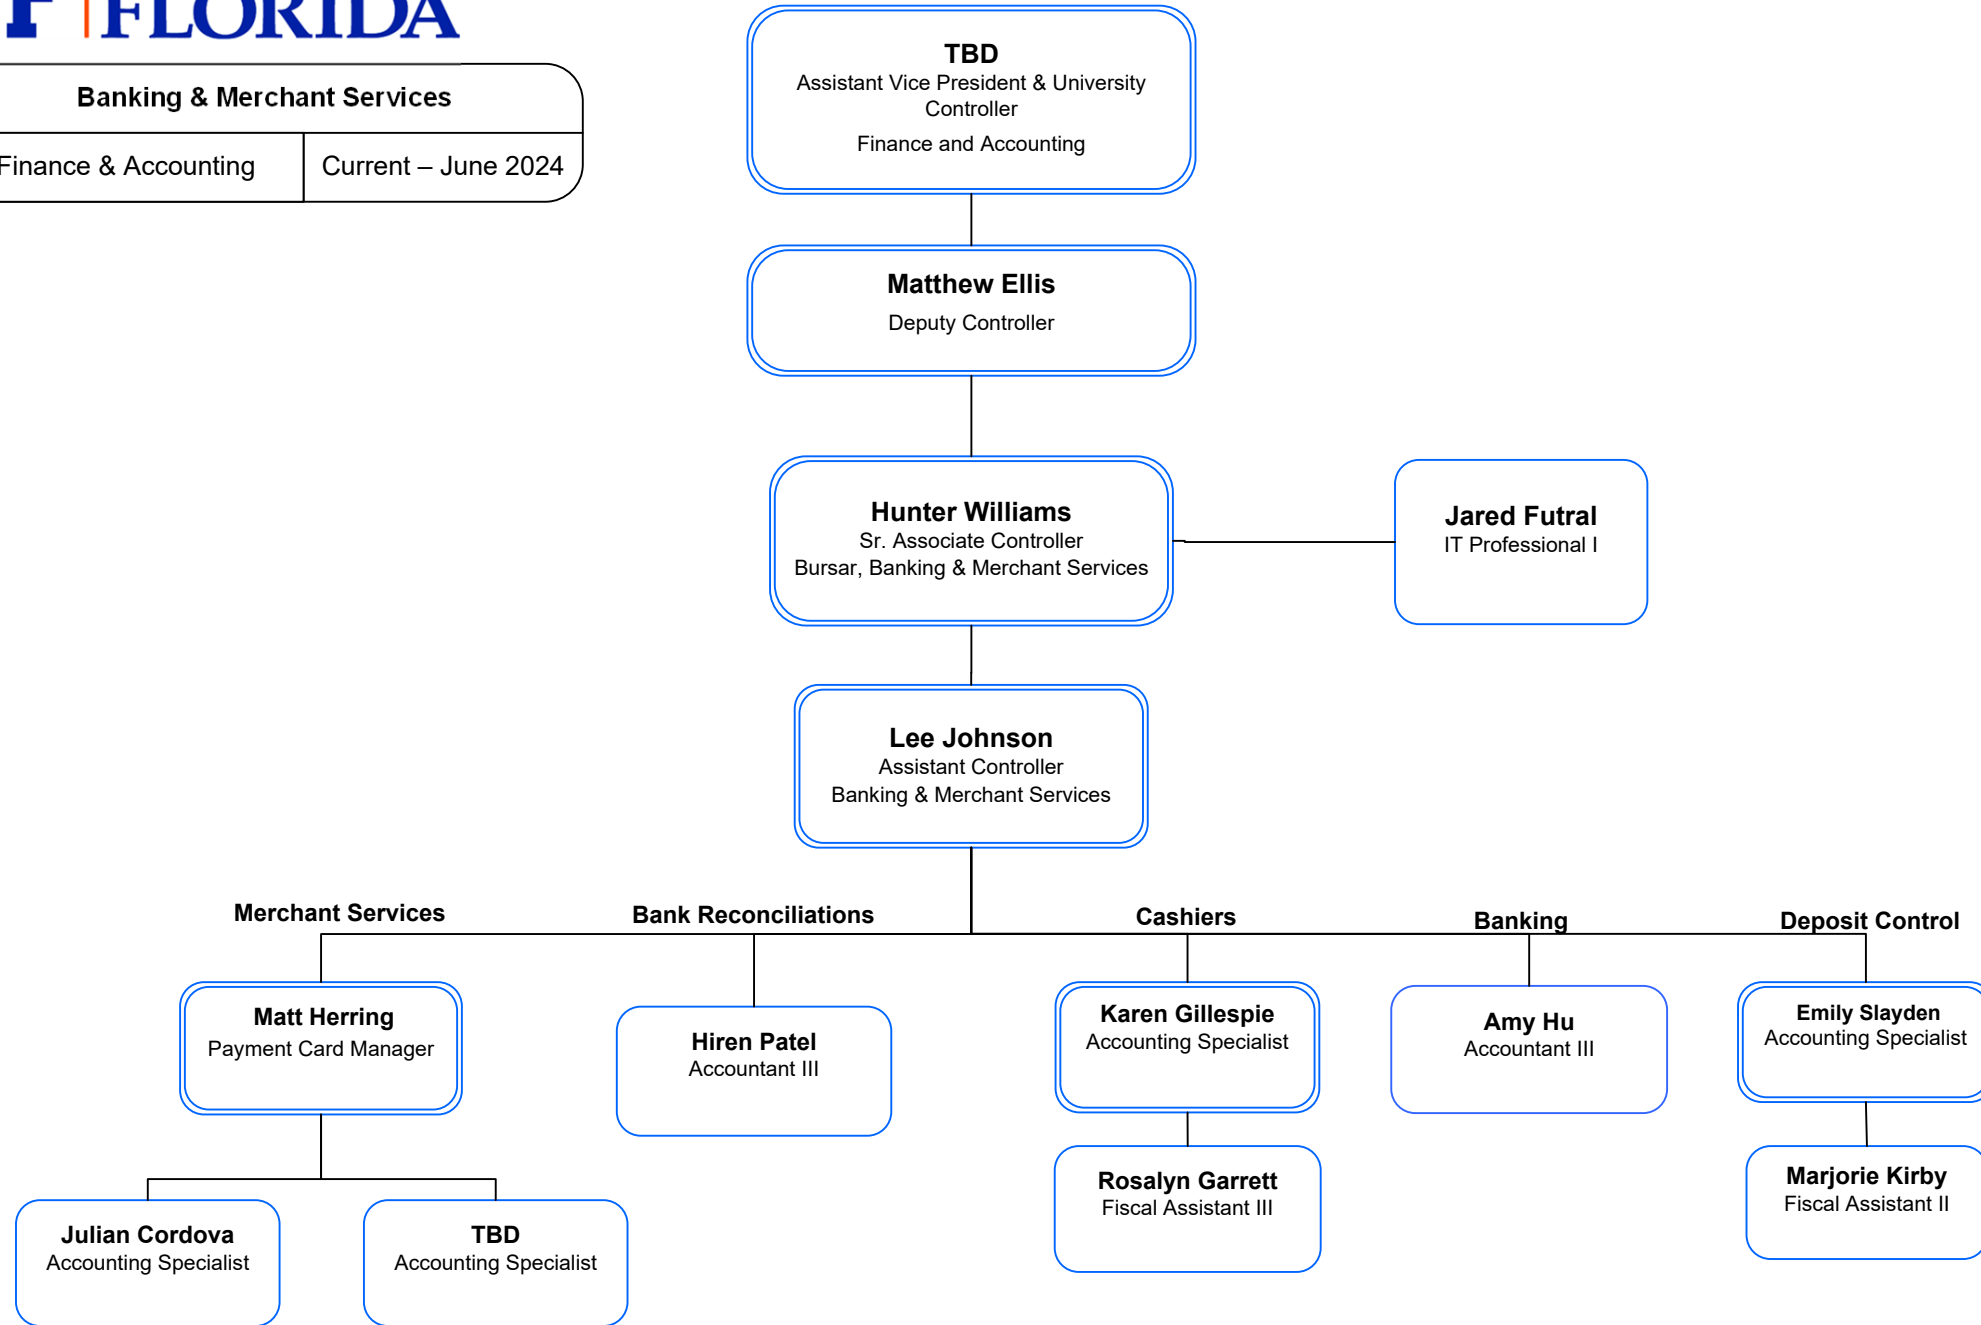 FLORIDA
Banking & Merchant Services
Finance & Accounting
Current – June 2024
TBD
Assistant Vice President & University
Controller
Finance and Accounting
Matthew Ellis
Deputy Controller
Hunter Williams
Sr. Associate Controller
Bursar, Banking & Merchant Services
Jared Futral
IT Professional I
Lee Johnson
Assistant Controller
Banking & Merchant Services
Merchant Services
Bank Reconciliations
Cashiers
Banking
Deposit Control
Matt Herring
Payment Card Manager
Hiren Patel
Accountant III
Karen Gillespie
Accounting Specialist
Amy Hu
Accountant III
Emily Slayden
Accounting Specialist
Julian Cordova
Accounting Specialist
TBD
Accounting Specialist
Rosalyn Garrett
Fiscal Assistant III
Marjorie Kirby
Fiscal Assistant II